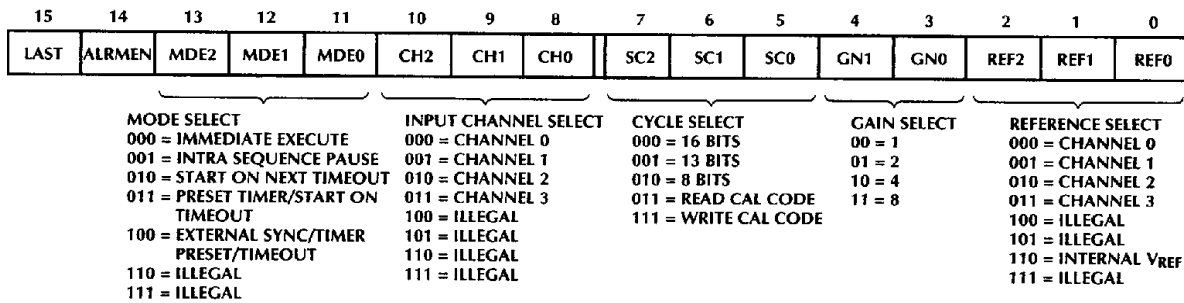 15 14 13 12 11 10 9 8 7 6 5 4 3 2 1 0
LAST ALRMEN MDE2 MDE1 MDE0 CH2 CH1 CH0 SC2 SC1 SC0 GN1 GN0 REF2 REF1 REF0
MODE SELECT
000 = IMMEDIATE EXECUTE
001 = INTRA SEQUENCE PAUSE
010 = START ON NEXT TIMEOUT
011 = PRESET TIMER/START ON
TIMEOUT
100 = EXTERNAL SYNC/TIMER
PRESET/TIMEOUT
110 = ILLEGAL
111 = ILLEGAL
INPUT CHANNEL SELECT
000 = CHANNEL 0
001 = CHANNEL 1
010 = CHANNEL 2
011 = CHANNEL 3
100 = ILLEGAL
101 = ILLEGAL
110 = ILLEGAL
111 = ILLEGAL
CYCLE SELECT
000 = 16 BITS
001 = 13 BITS
010 = 8 BITS
011 = READ CAL CODE
111 = WRITE CAL CODE
GAIN SELECT
00 = 1
01 = 2
10 = 4
11 = 8
REFERENCE SELECT
000 = CHANNEL 0
001 = CHANNEL 1
010 = CHANNEL 2
011 = CHANNEL 3
100 = ILLEGAL
101 = ILLEGAL
110 = INTERNAL VREF
111 = ILLEGAL